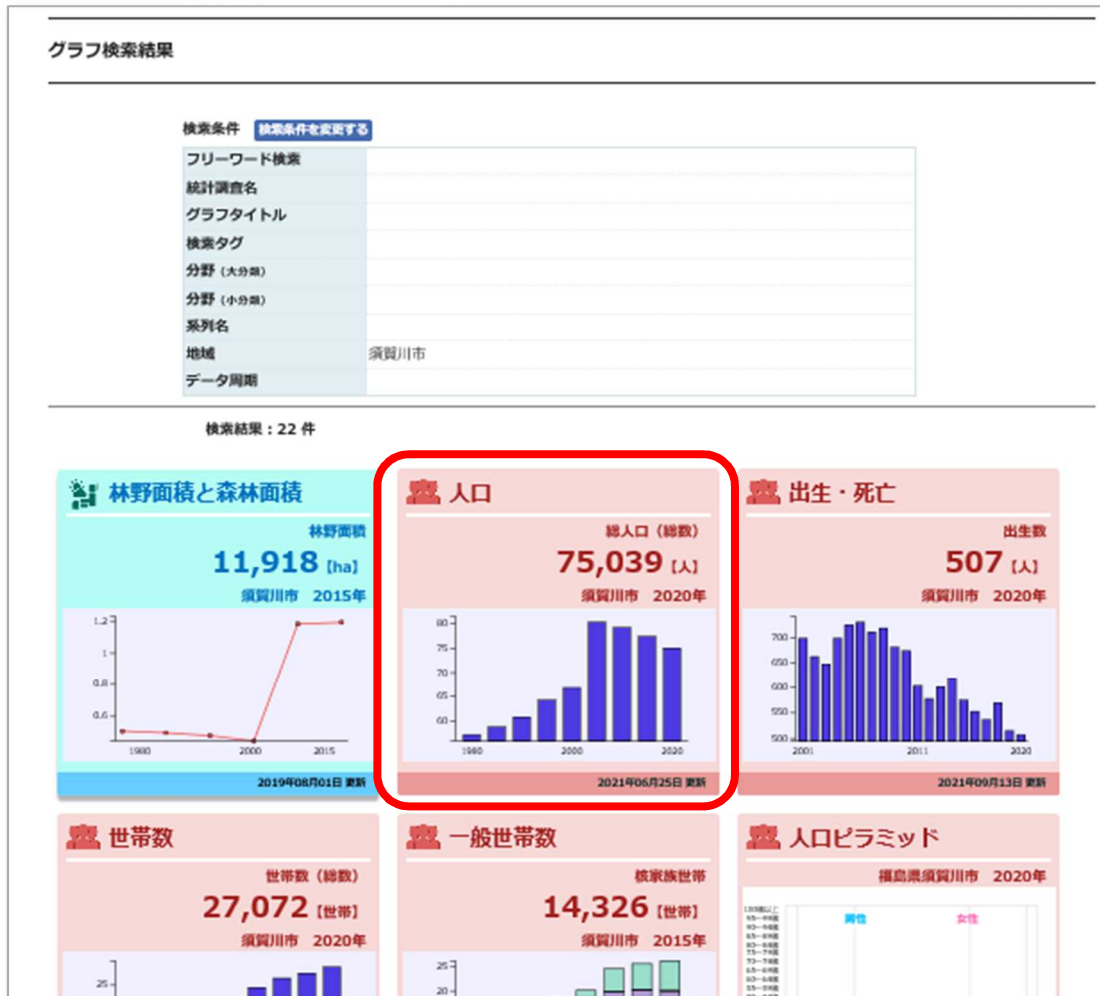 グラフ検索結果
検索条件 検索条件を変更する
フリーワード検索
統計調査名
グラフタイトル
検索タグ
分野（大分類）
分野（小分類）
系列名
地域 須賀川市
データ周期
検索結果：22 件
林野面積と森林面積
林野面積
11,918【ha】
須賀川市 2015年
1.2
1
0.8
0.6
1980 2000 2015
2019年08月01日 更新
人口
総人口（総数）
75,039【人】
須賀川市 2020年
80
75
70
65
60
1980 2000 2020
2021年06月25日 更新
出生・死亡
出生数
507【人】
須賀川市 2020年
700
650
600
550
500
2001 2011 2020
2021年09月13日 更新
世帯数
世帯数（総数）
27,072【世帯】
須賀川市 2020年
25
一般世帯数
核家族世帯
14,326【世帯】
須賀川市 2015年
25
20
人口ピラミッド
福島県須賀川市 2020年
100歳以上
男性 女性